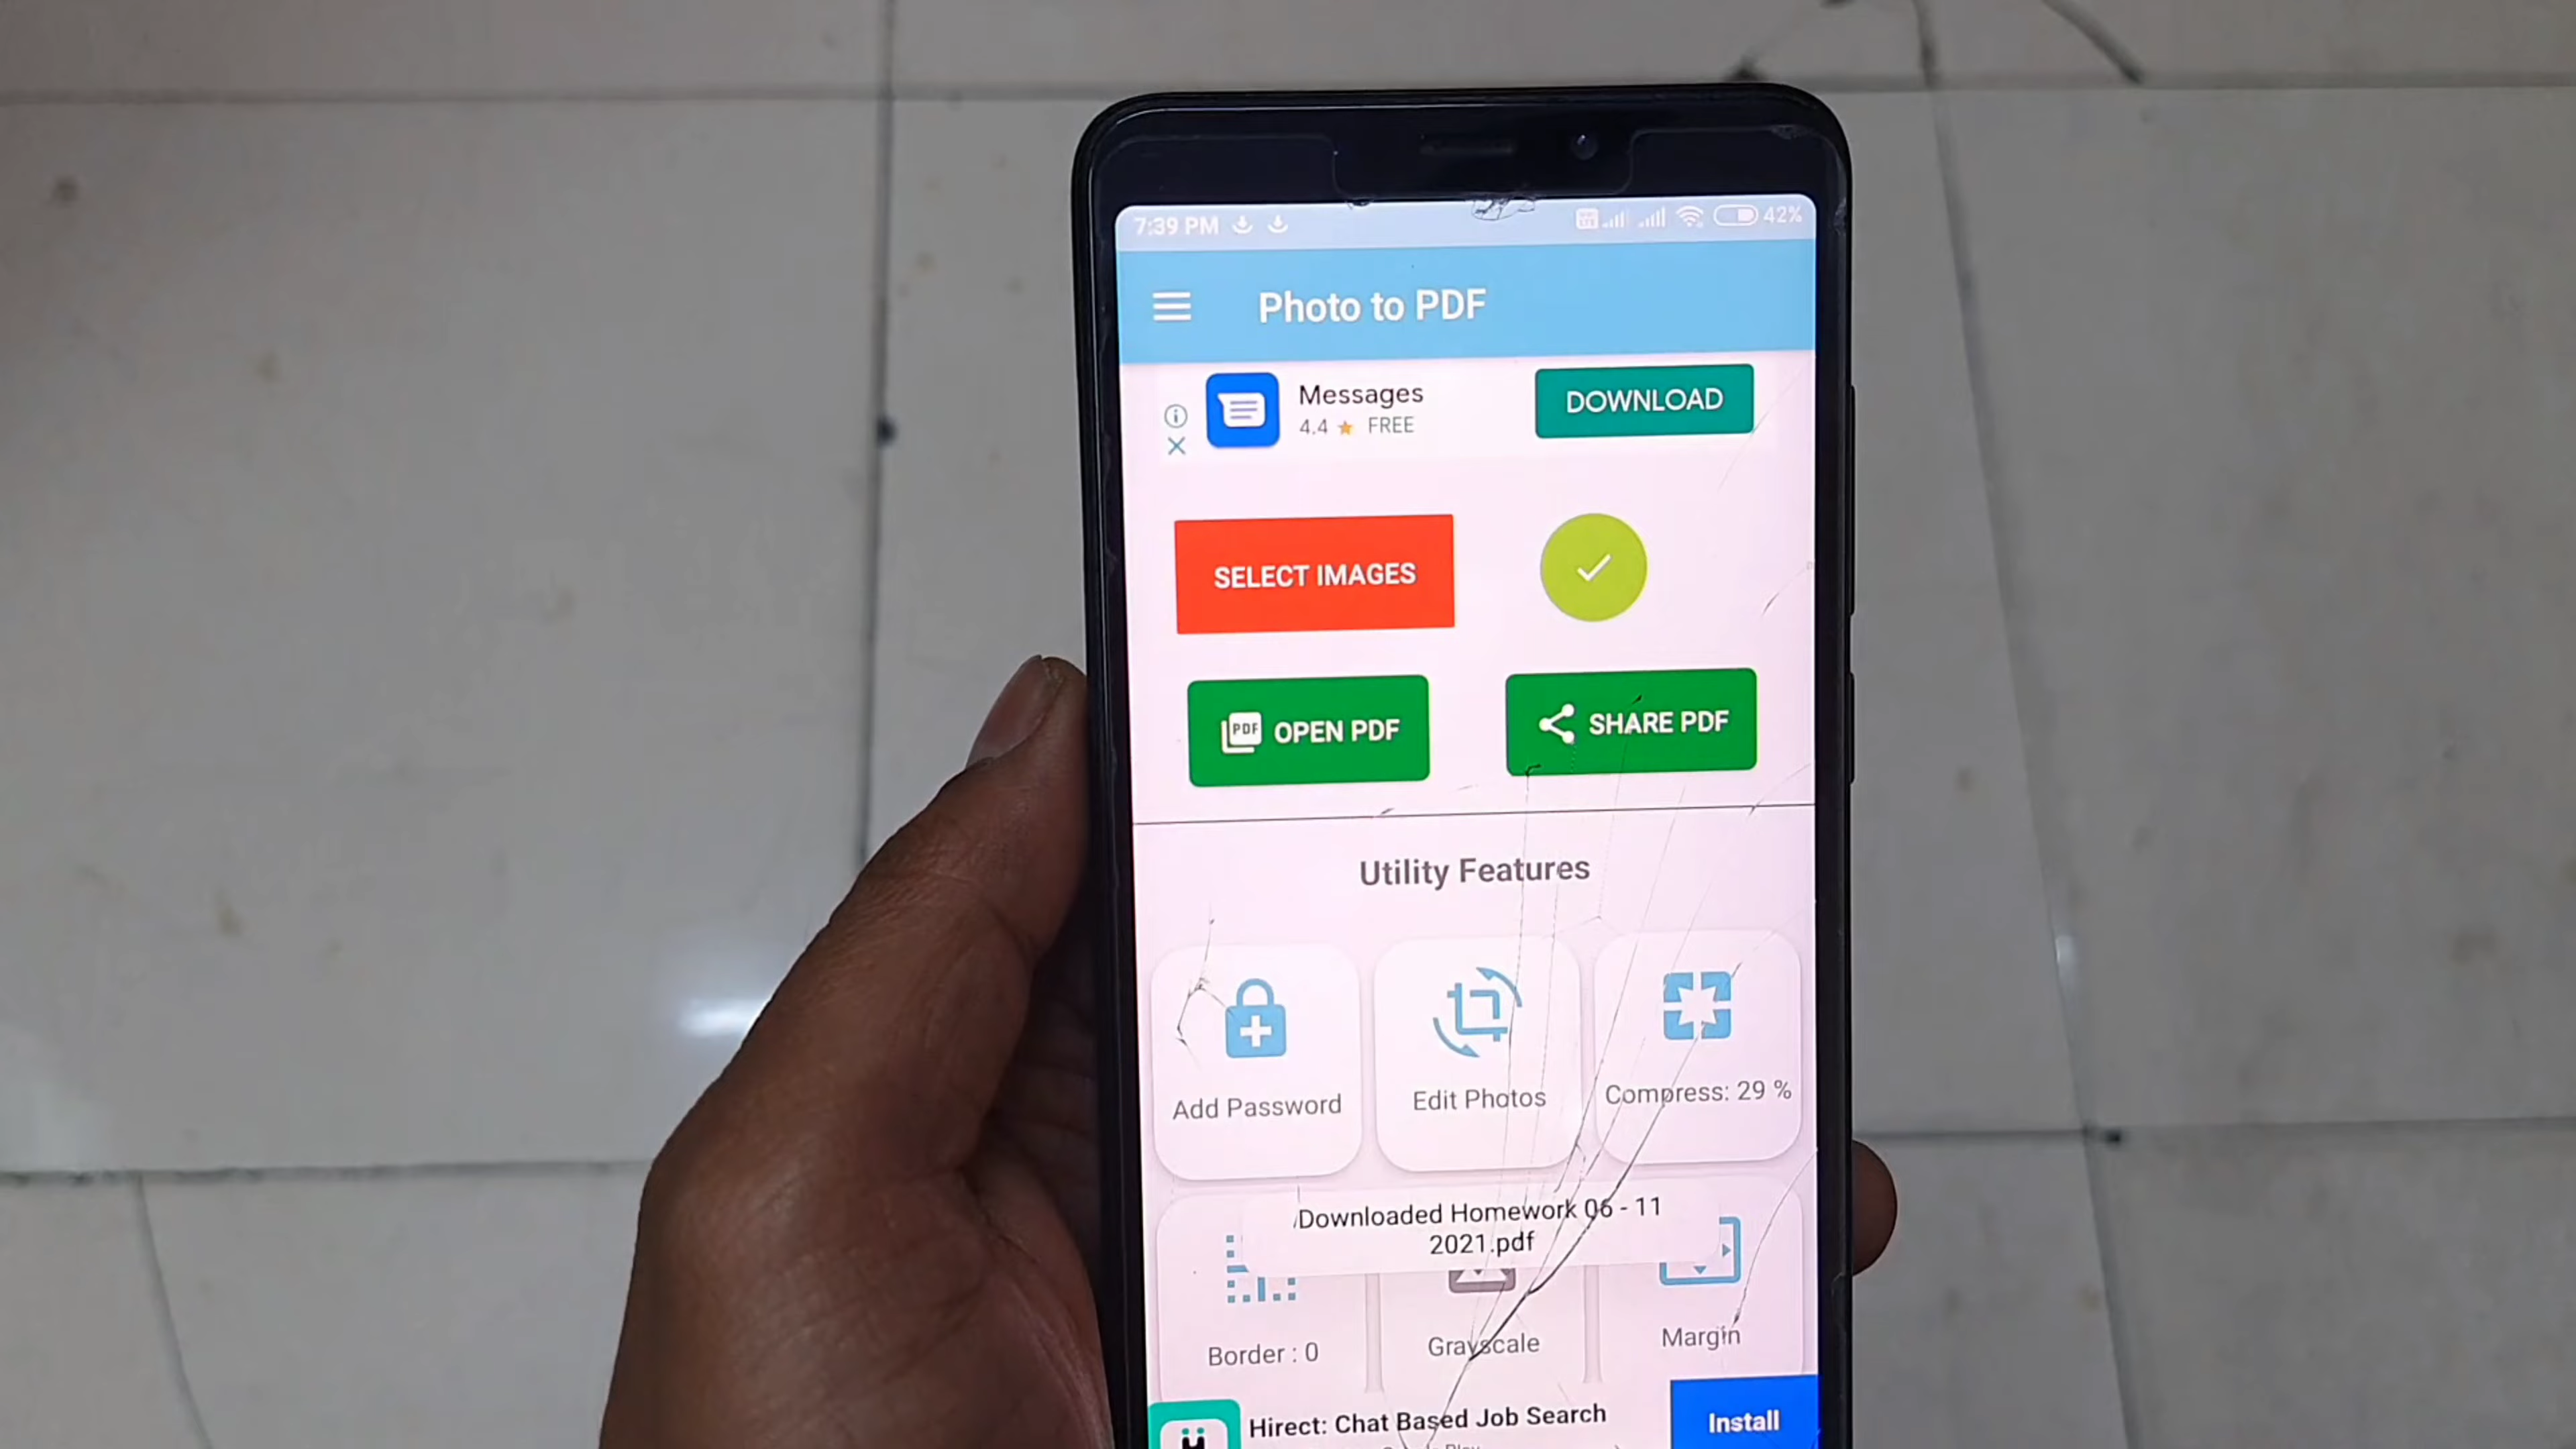 7:39 PM
42%
Photo to PDF
Messages
4.4 ★ FREE
DOWNLOAD
SELECT IMAGES
PDF OPEN PDF
SHARE PDF
Utility Features
Add Password
Edit Photos
Compress: 29 %
Downloaded Homework 06 - 11
2021.pdf
Border : 0
Grayscale
Margin
Hirect: Chat Based Job Search
Install